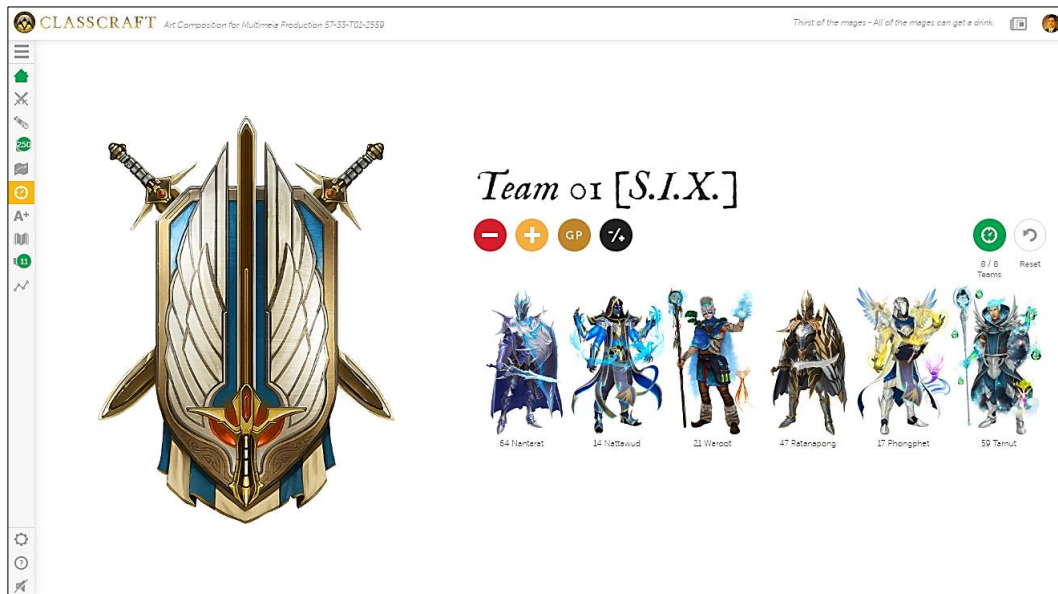 CLASSCRAFT Art Composition for Multimeia Production 57-33-T01-2559
Thirst of the mages - All of the mages can get a drink.
250
A+
11
Team 01 [S.I.X.]
GP
-/+
8 / 8
Teams
Reset
64 Nantarat
14 Nattawud
21 Waroot
47 Ratanapong
17 Phongphet
59 Tarnut
?